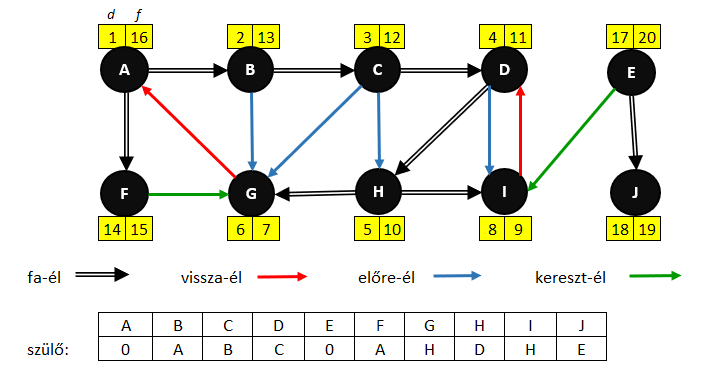 d f
1 16 2 13 3 12 4 11 17 20
A B C D E
F G H I J
14 15 6 7 5 10 8 9 18 19
fa-él vissza-él előre-él kereszt-él
A B C D E F G H I J
szülő: 0 A B C 0 A H D H E